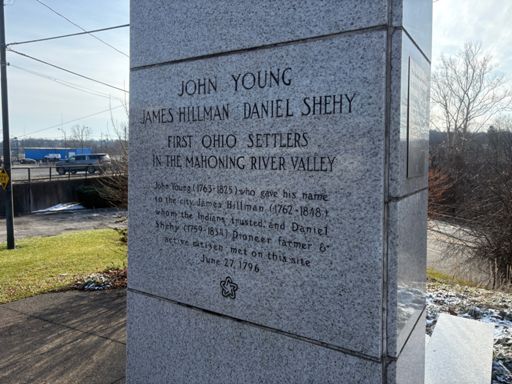 JOHN YOUNG
JAMES HILLMAN DANIEL SHEHY
FIRST OHIO SETTLERS
IN THE MAHONING RIVER VALLEY
John Young (1763-1825) who gave his name
to the city, James Hillman (1762-1848)
whom the Indians trusted, and Daniel
Shehy (1759-1834) Pioneer farmer &
active citizen met on this site
June 27, 1796